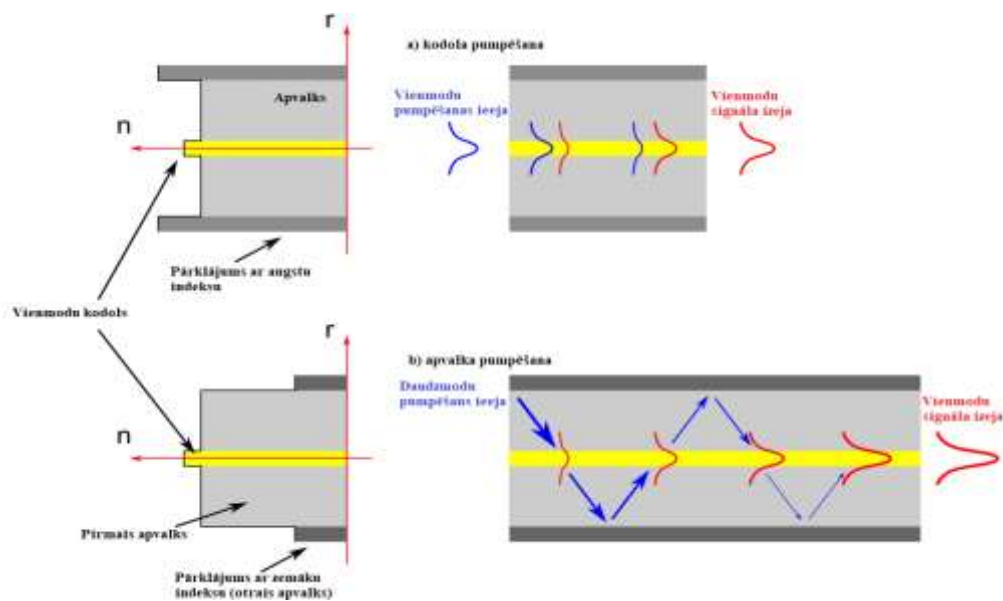 r
a) kodola pumpēšana
Apvalks
Vienmodu
pumpēšanas ieeja
Vienmodu
signāla izeja
n
Pārklājums ar augstu
indeksu
Vienmodu kodols
r
b) apvalka pumpēšana
Daudzmodu
pumpēšans ieeja
Vienmodu
signāla izeja
n
Pirmais apvalks
Pārklājums ar zemāku
indeksu (otrais apvalks)